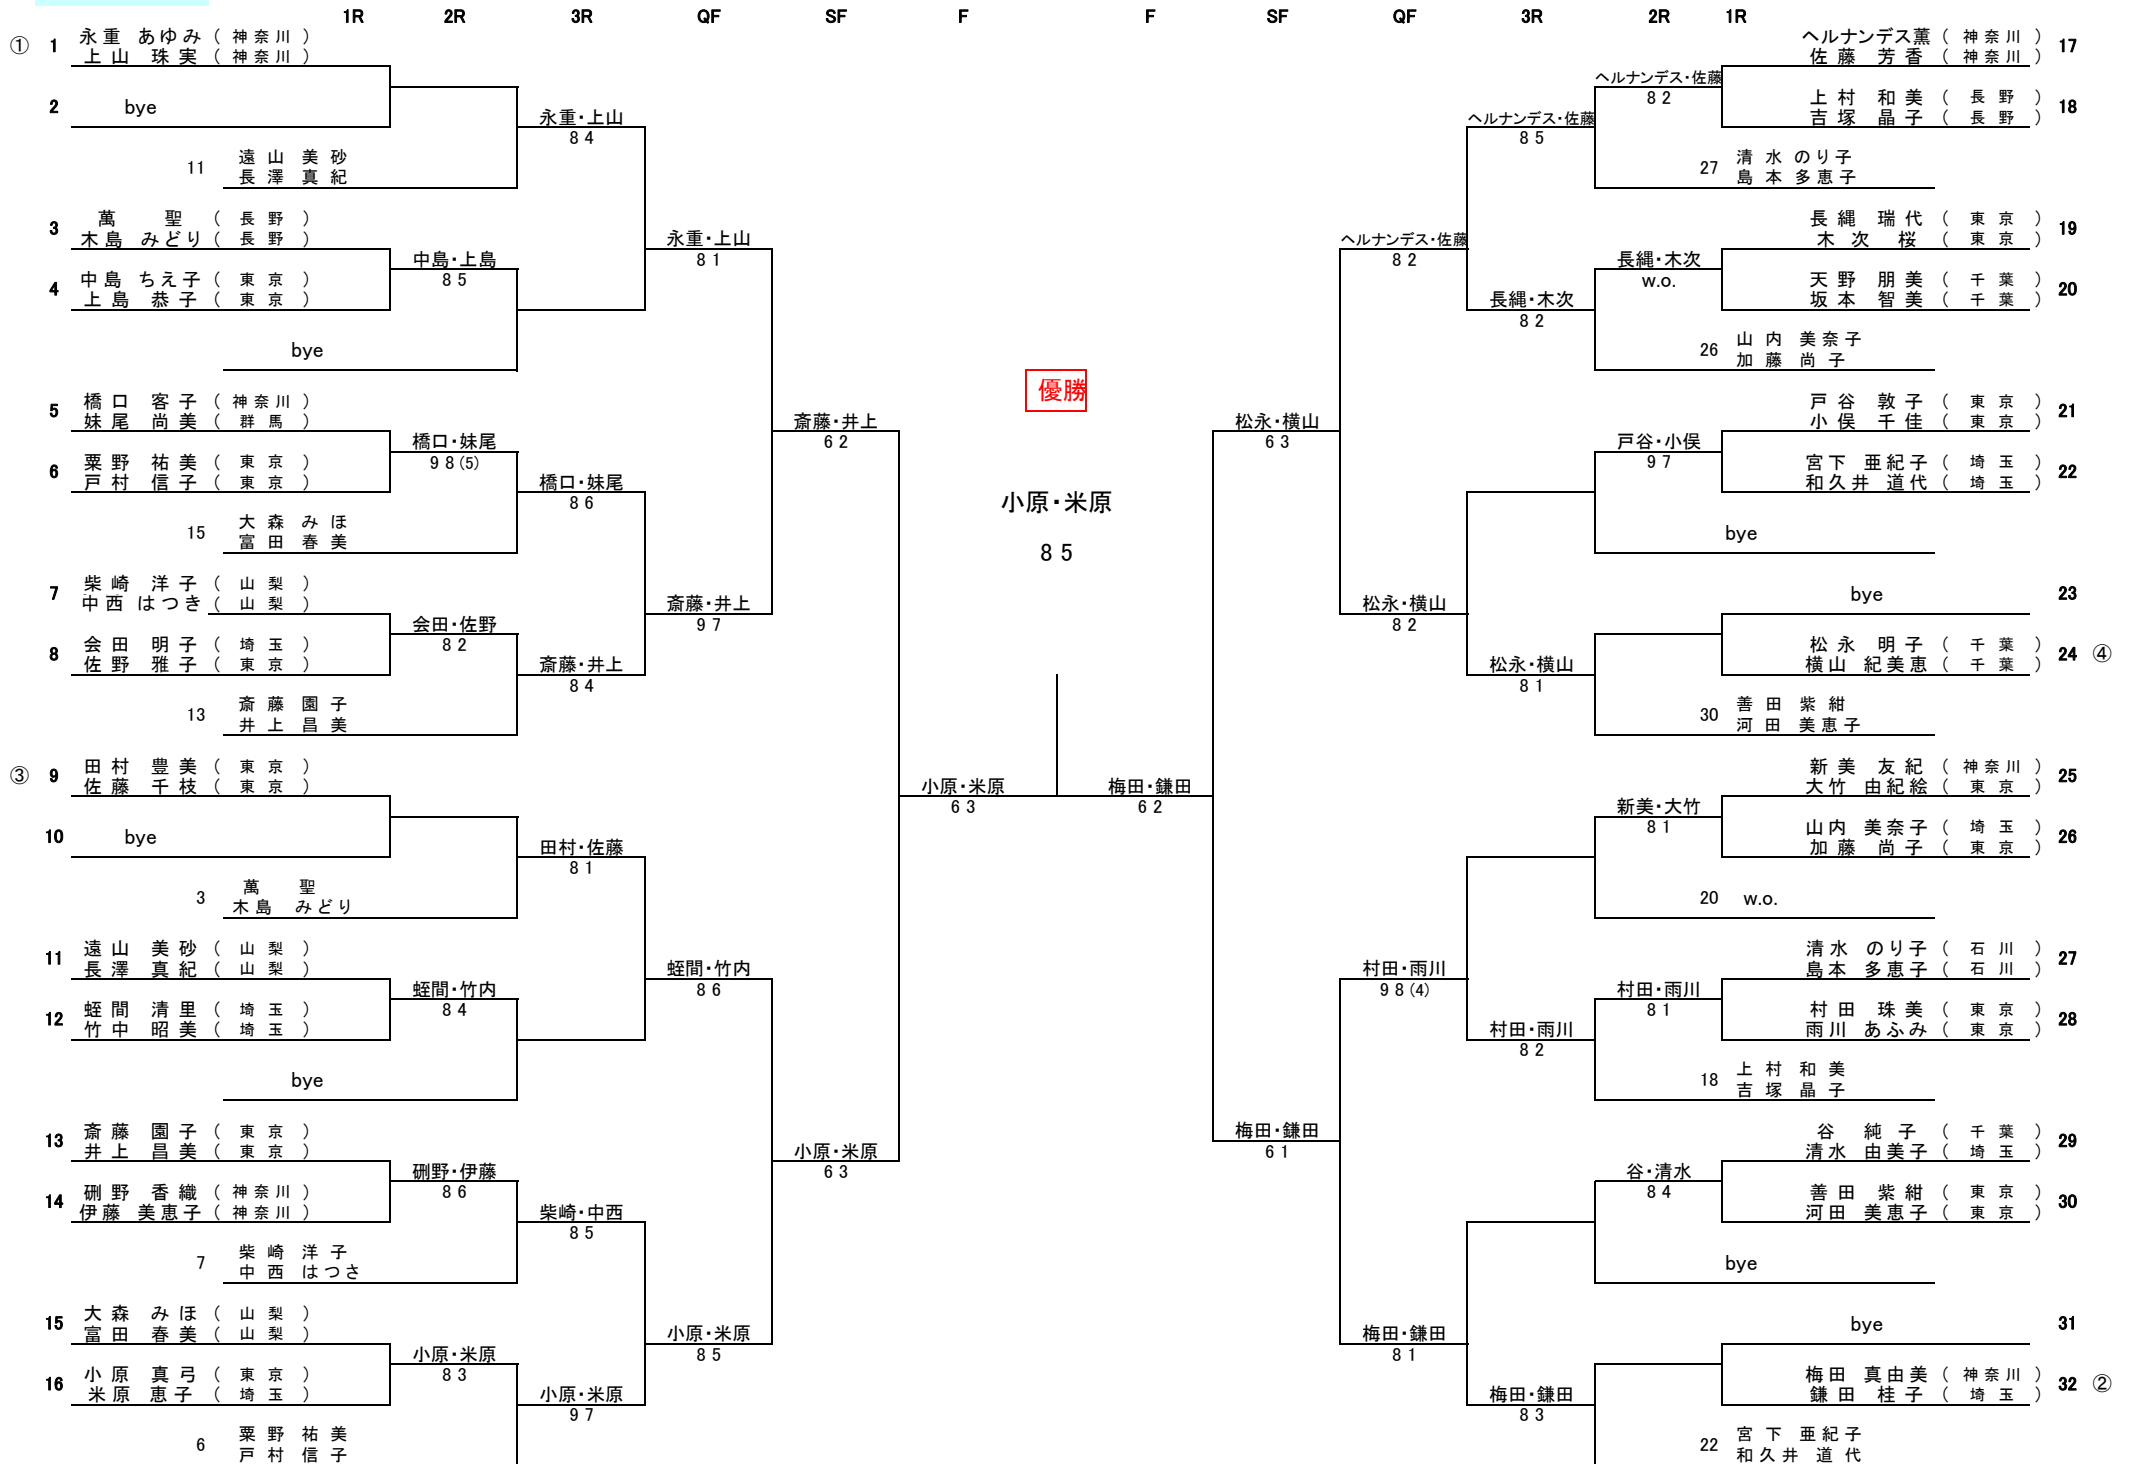 1R 2R 3R QF SF F F SF QF 3R 2R 1R
① 1 永重 あゆみ ( 神奈川 )
上山 珠実 ( 神奈川 )
2 bye
11 遠山 美砂
長澤 真紀
永重・上山
8 4
3 萬 聖 ( 長野 )
木島 みどり ( 長野 )
4 中島 ちえ子 ( 東京 )
上島 恭子 ( 東京 )
中島・上島
8 5
bye
永重・上山
8 1
5 橋口 客子 ( 神奈川 )
妹尾 尚美 ( 群馬 )
6 粟野 祐美 ( 東京 )
戸村 信子 ( 東京 )
橋口・妹尾
9 8 (5)
15 大森 みほ
富田 春美
橋口・妹尾
8 6
7 柴崎 洋子 ( 山梨 )
中西 はつき ( 山梨 )
8 会田 明子 ( 埼玉 )
佐野 雅子 ( 東京 )
会田・佐野
8 2
13 斎藤 園子
井上 昌美
斎藤・井上
8 4
斎藤・井上
9 7
斎藤・井上
6 2
③ 9 田村 豊美 ( 東京 )
佐藤 千枝 ( 東京 )
10 bye
3 萬 聖
木島 みどり
田村・佐藤
8 1
11 遠山 美砂 ( 山梨 )
長澤 真紀 ( 山梨 )
12 蛭間 清里 ( 埼玉 )
竹中 昭美 ( 埼玉 )
蛭間・竹内
8 4
bye
蛭間・竹内
8 6
13 斎藤 園子 ( 東京 )
井上 昌美 ( 東京 )
14 硎野 香織 ( 神奈川 )
伊藤 美恵子 ( 神奈川 )
硎野・伊藤
8 6
7 柴崎 洋子
中西 はつさ
柴崎・中西
8 5
15 大森 みほ ( 山梨 )
富田 春美 ( 山梨 )
16 小原 真弓 ( 東京 )
米原 恵子 ( 埼玉 )
小原・米原
8 3
6 粟野 祐美
戸村 信子
小原・米原
9 7
小原・米原
8 5
小原・米原
6 3
小原・米原
6 3
優勝
小原・米原
8 5
梅田・鎌田
6 2
ヘルナンデス薫 ( 神奈川 ) 17
佐藤 芳香 ( 神奈川 )
上村 和美 ( 長野 ) 18
吉塚 晶子 ( 長野 )
ヘルナンデス・佐藤
8 2
27 清水 のり子
島本 多恵子
ヘルナンデス・佐藤
8 5
長縄 瑞代 ( 東京 ) 19
木次 桜 ( 東京 )
天野 朋美 ( 千葉 ) 20
坂本 智美 ( 千葉 )
長縄・木次
w.o.
26 山内 美奈子
加藤 尚子
長縄・木次
8 2
ヘルナンデス・佐藤
8 2
戸谷 敦子 ( 東京 ) 21
小俣 千佳 ( 東京 )
宮下 亜紀子 ( 埼玉 ) 22
和久井 道代 ( 埼玉 )
戸谷・小俣
9 7
bye
bye 23
松永 明子 ( 千葉 ) 24 ④
横山 紀美恵 ( 千葉 )
30 善田 紫紺
河田 美恵子
松永・横山
8 1
松永・横山
8 2
松永・横山
6 3
新美 友紀 ( 神奈川 ) 25
大竹 由紀絵 ( 東京 )
山内 美奈子 ( 埼玉 ) 26
加藤 尚子 ( 東京 )
新美・大竹
8 1
20 w.o.
清水 のり子 ( 石川 ) 27
島本 多恵子 ( 石川 )
村田 珠美 ( 東京 ) 28
雨川 あふみ ( 東京 )
村田・雨川
8 1
18 上村 和美
吉塚 晶子
村田・雨川
8 2
村田・雨川
9 8 (4)
谷 純子 ( 千葉 ) 29
清水 由美子 ( 埼玉 )
善田 紫紺 ( 東京 ) 30
河田 美恵子 ( 東京 )
谷・清水
8 4
bye
bye 31
梅田 真由美 ( 神奈川 ) 32 ②
鎌田 桂子 ( 埼玉 )
22 宮下 亜紀子
和久井 道代
梅田・鎌田
8 3
梅田・鎌田
8 1
梅田・鎌田
6 1